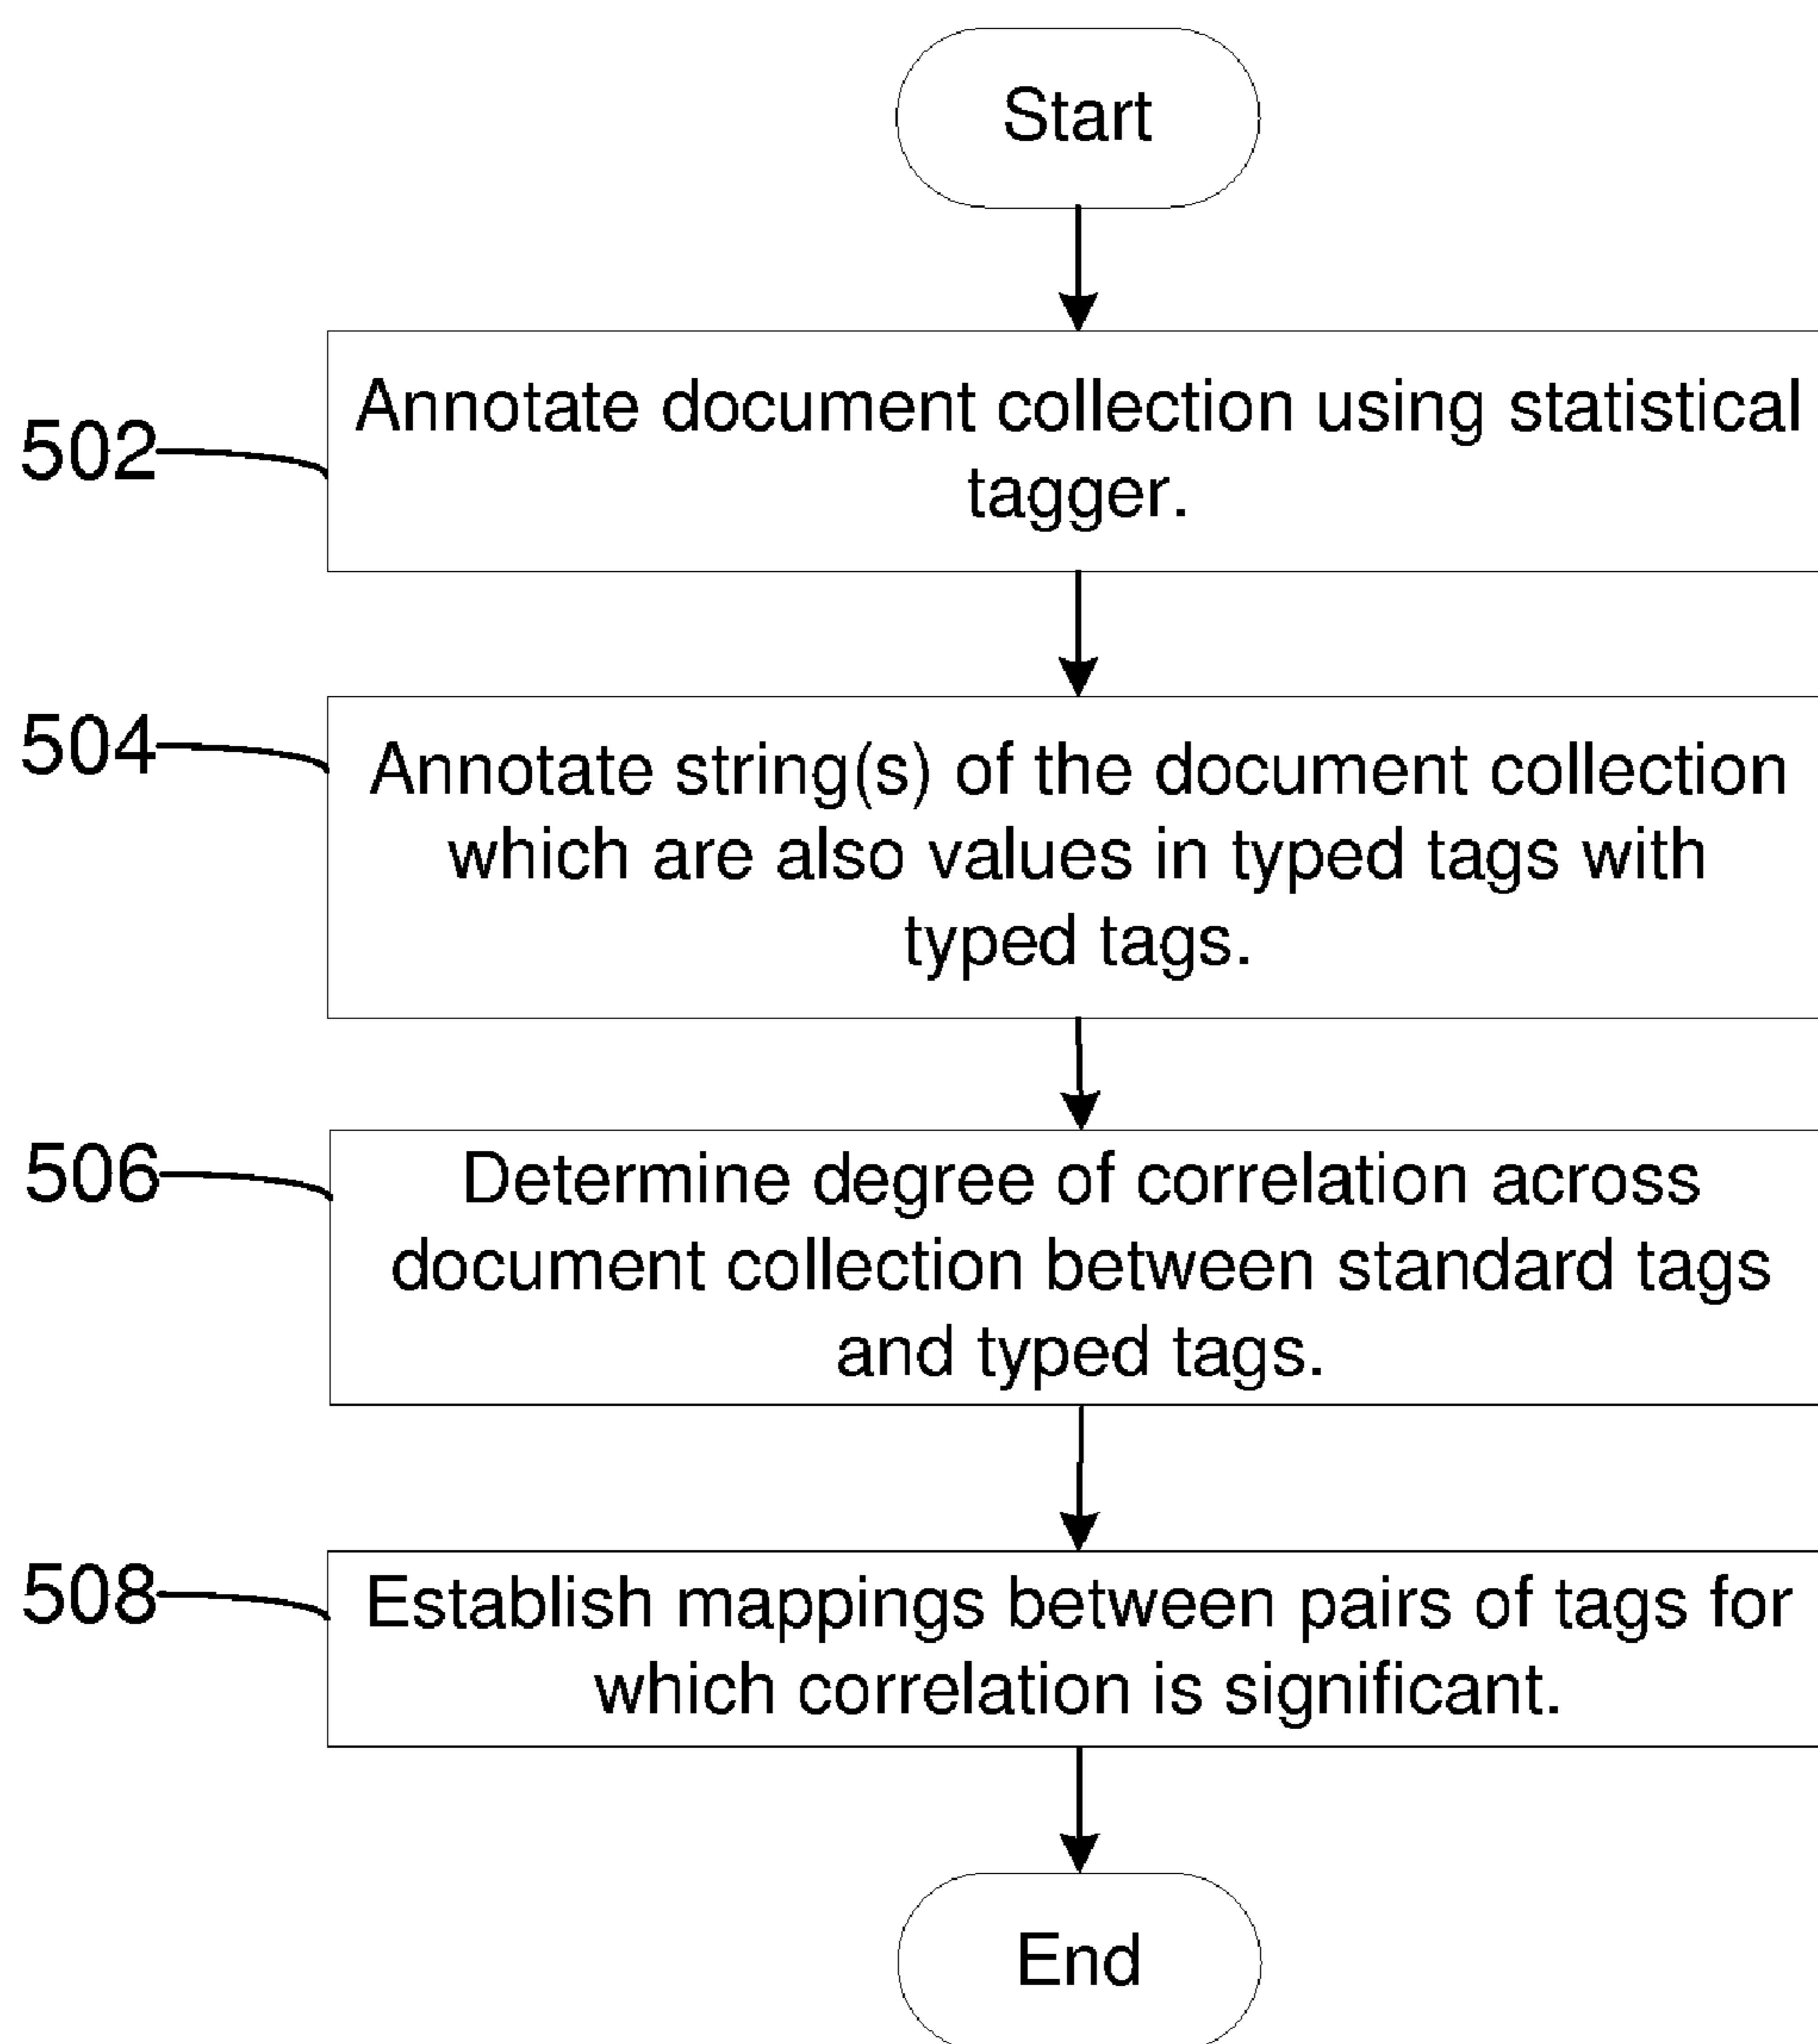 Start
502
Annotate document collection using statistical
tagger.
504
Annotate string(s) of the document collection
which are also values in typed tags with
typed tags.
506
Determine degree of correlation across
document collection between standard tags
and typed tags.
508
Establish mappings between pairs of tags for
which correlation is significant.
End